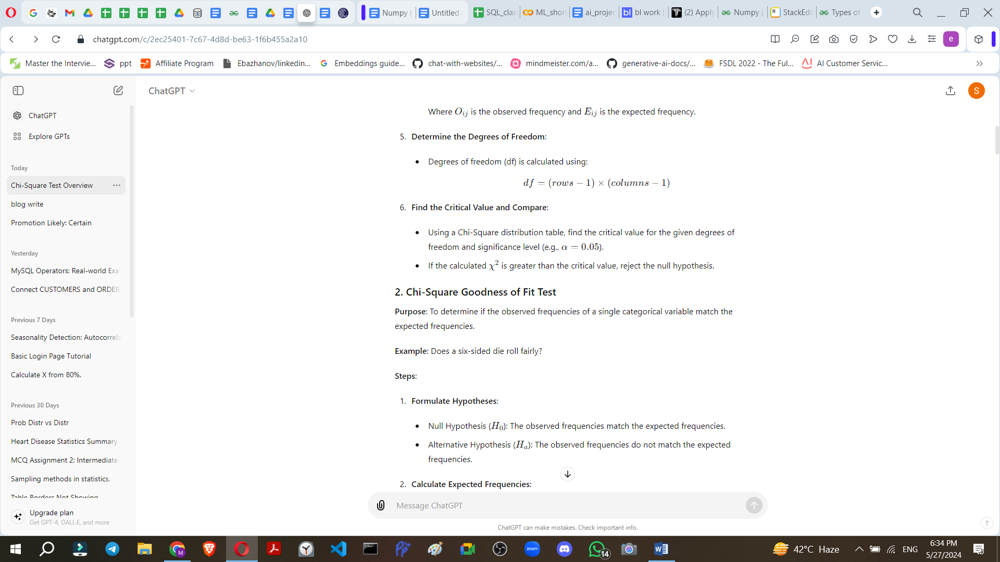 Numpy |
Untitled
SQL_clas
ML_short
ai_projec
bl work
(2) Apply
Numpy |
StackEdi
Types of
chatgpt.com/c/2ec25401-7c67-4d8d-be63-1f6b455a2a10
e
Master the Intervie...
ppt
Affiliate Program
Ebazhanov/linkedin...
Embeddings guide...
chat-with-websites/...
mindmeister.com/a...
generative-ai-docs/...
FSDL 2022 - The Ful...
AI Customer Servic...
ChatGPT
S
ChatGPT
Explore GPTs
Today
Chi-Square Test Overview
blog write
Promotion Likely: Certain
Yesterday
MySQL Operators: Real-world Exa
Connect CUSTOMERS and ORDER
Previous 7 Days
Seasonality Detection: Autocorrela
Basic Login Page Tutorial
Calculate X from 80%.
Previous 30 Days
Prob Distr vs Distr
Heart Disease Statistics Summary
MCQ Assignment 2: Intermediate-
Sampling methods in statistics.
Table Borders Not Showing
Upgrade plan
Get GPT-4, DALL·E, and more
Where O_ij is the observed frequency and E_ij is the expected frequency.
5. Determine the Degrees of Freedom:
• Degrees of freedom (df) is calculated using:
df = (rows − 1) × (columns − 1)
6. Find the Critical Value and Compare:
• Using a Chi-Square distribution table, find the critical value for the given degrees of
freedom and significance level (e.g., α = 0.05).
• If the calculated χ² is greater than the critical value, reject the null hypothesis.
2. Chi-Square Goodness of Fit Test
Purpose: To determine if the observed frequencies of a single categorical variable match the
expected frequencies.
Example: Does a six-sided die roll fairly?
Steps:
1. Formulate Hypotheses:
• Null Hypothesis (H₀): The observed frequencies match the expected frequencies.
• Alternative Hypothesis (Hₐ): The observed frequencies do not match the expected
frequencies.
2. Calculate Expected Frequencies:
Message ChatGPT
ChatGPT can make mistakes. Check important info.
?
M
zoom
14
42°C Haze
ENG
6:34 PM
5/27/2024